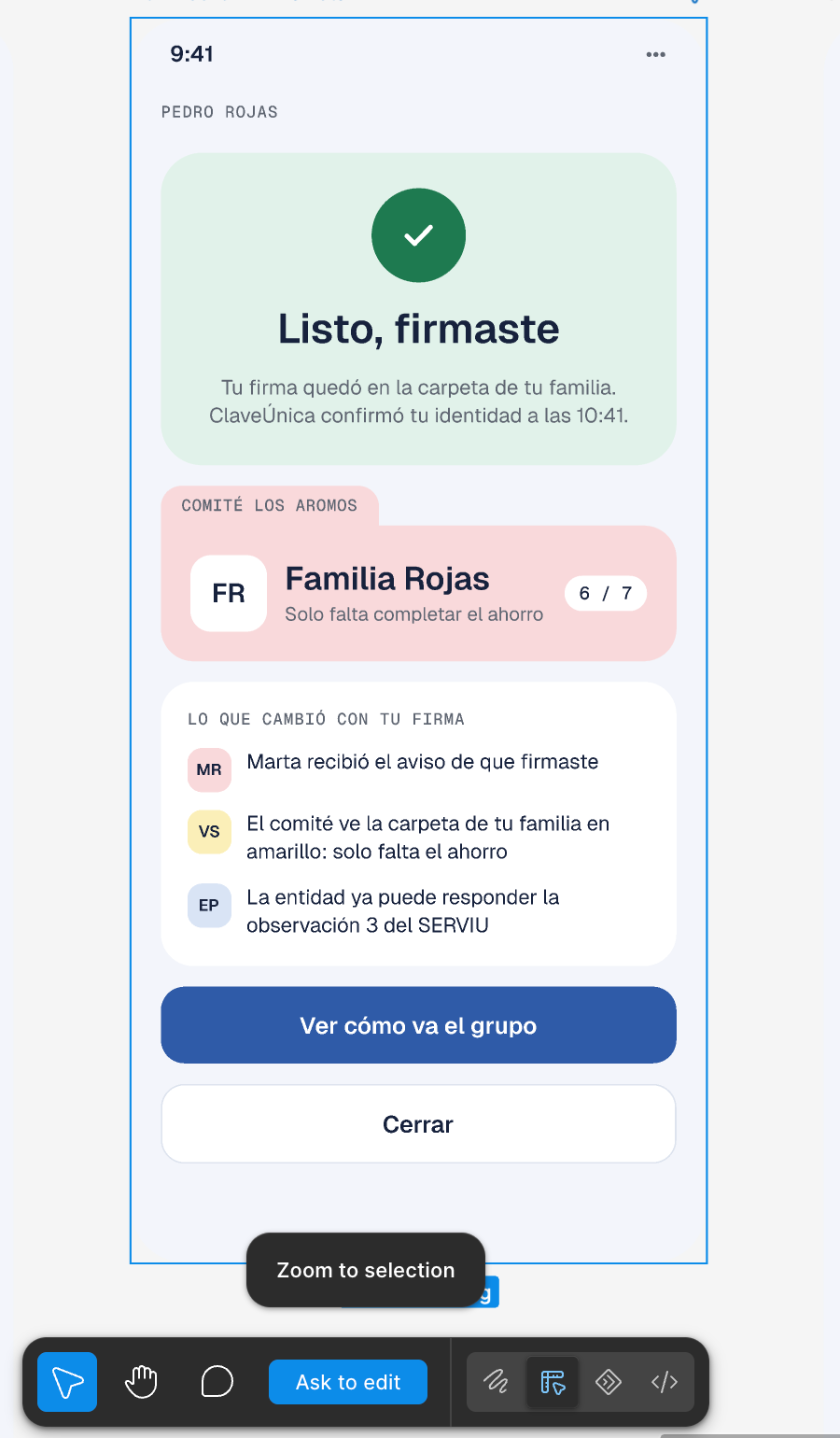 9:41
PEDRO ROJAS
Listo, firmaste
Tu firma quedó en la carpeta de tu familia.
ClaveÚnica confirmó tu identidad a las 10:41.
COMITÉ LOS AROMOS
FR
Familia Rojas
Solo falta completar el ahorro
6 / 7
LO QUE CAMBIÓ CON TU FIRMA
MR
Marta recibió el aviso de que firmaste
VS
El comité ve la carpeta de tu familia en
amarillo: solo falta el ahorro
EP
La entidad ya puede responder la
observación 3 del SERVIU
Ver cómo va el grupo
Cerrar
Zoom to selection
Ask to edit